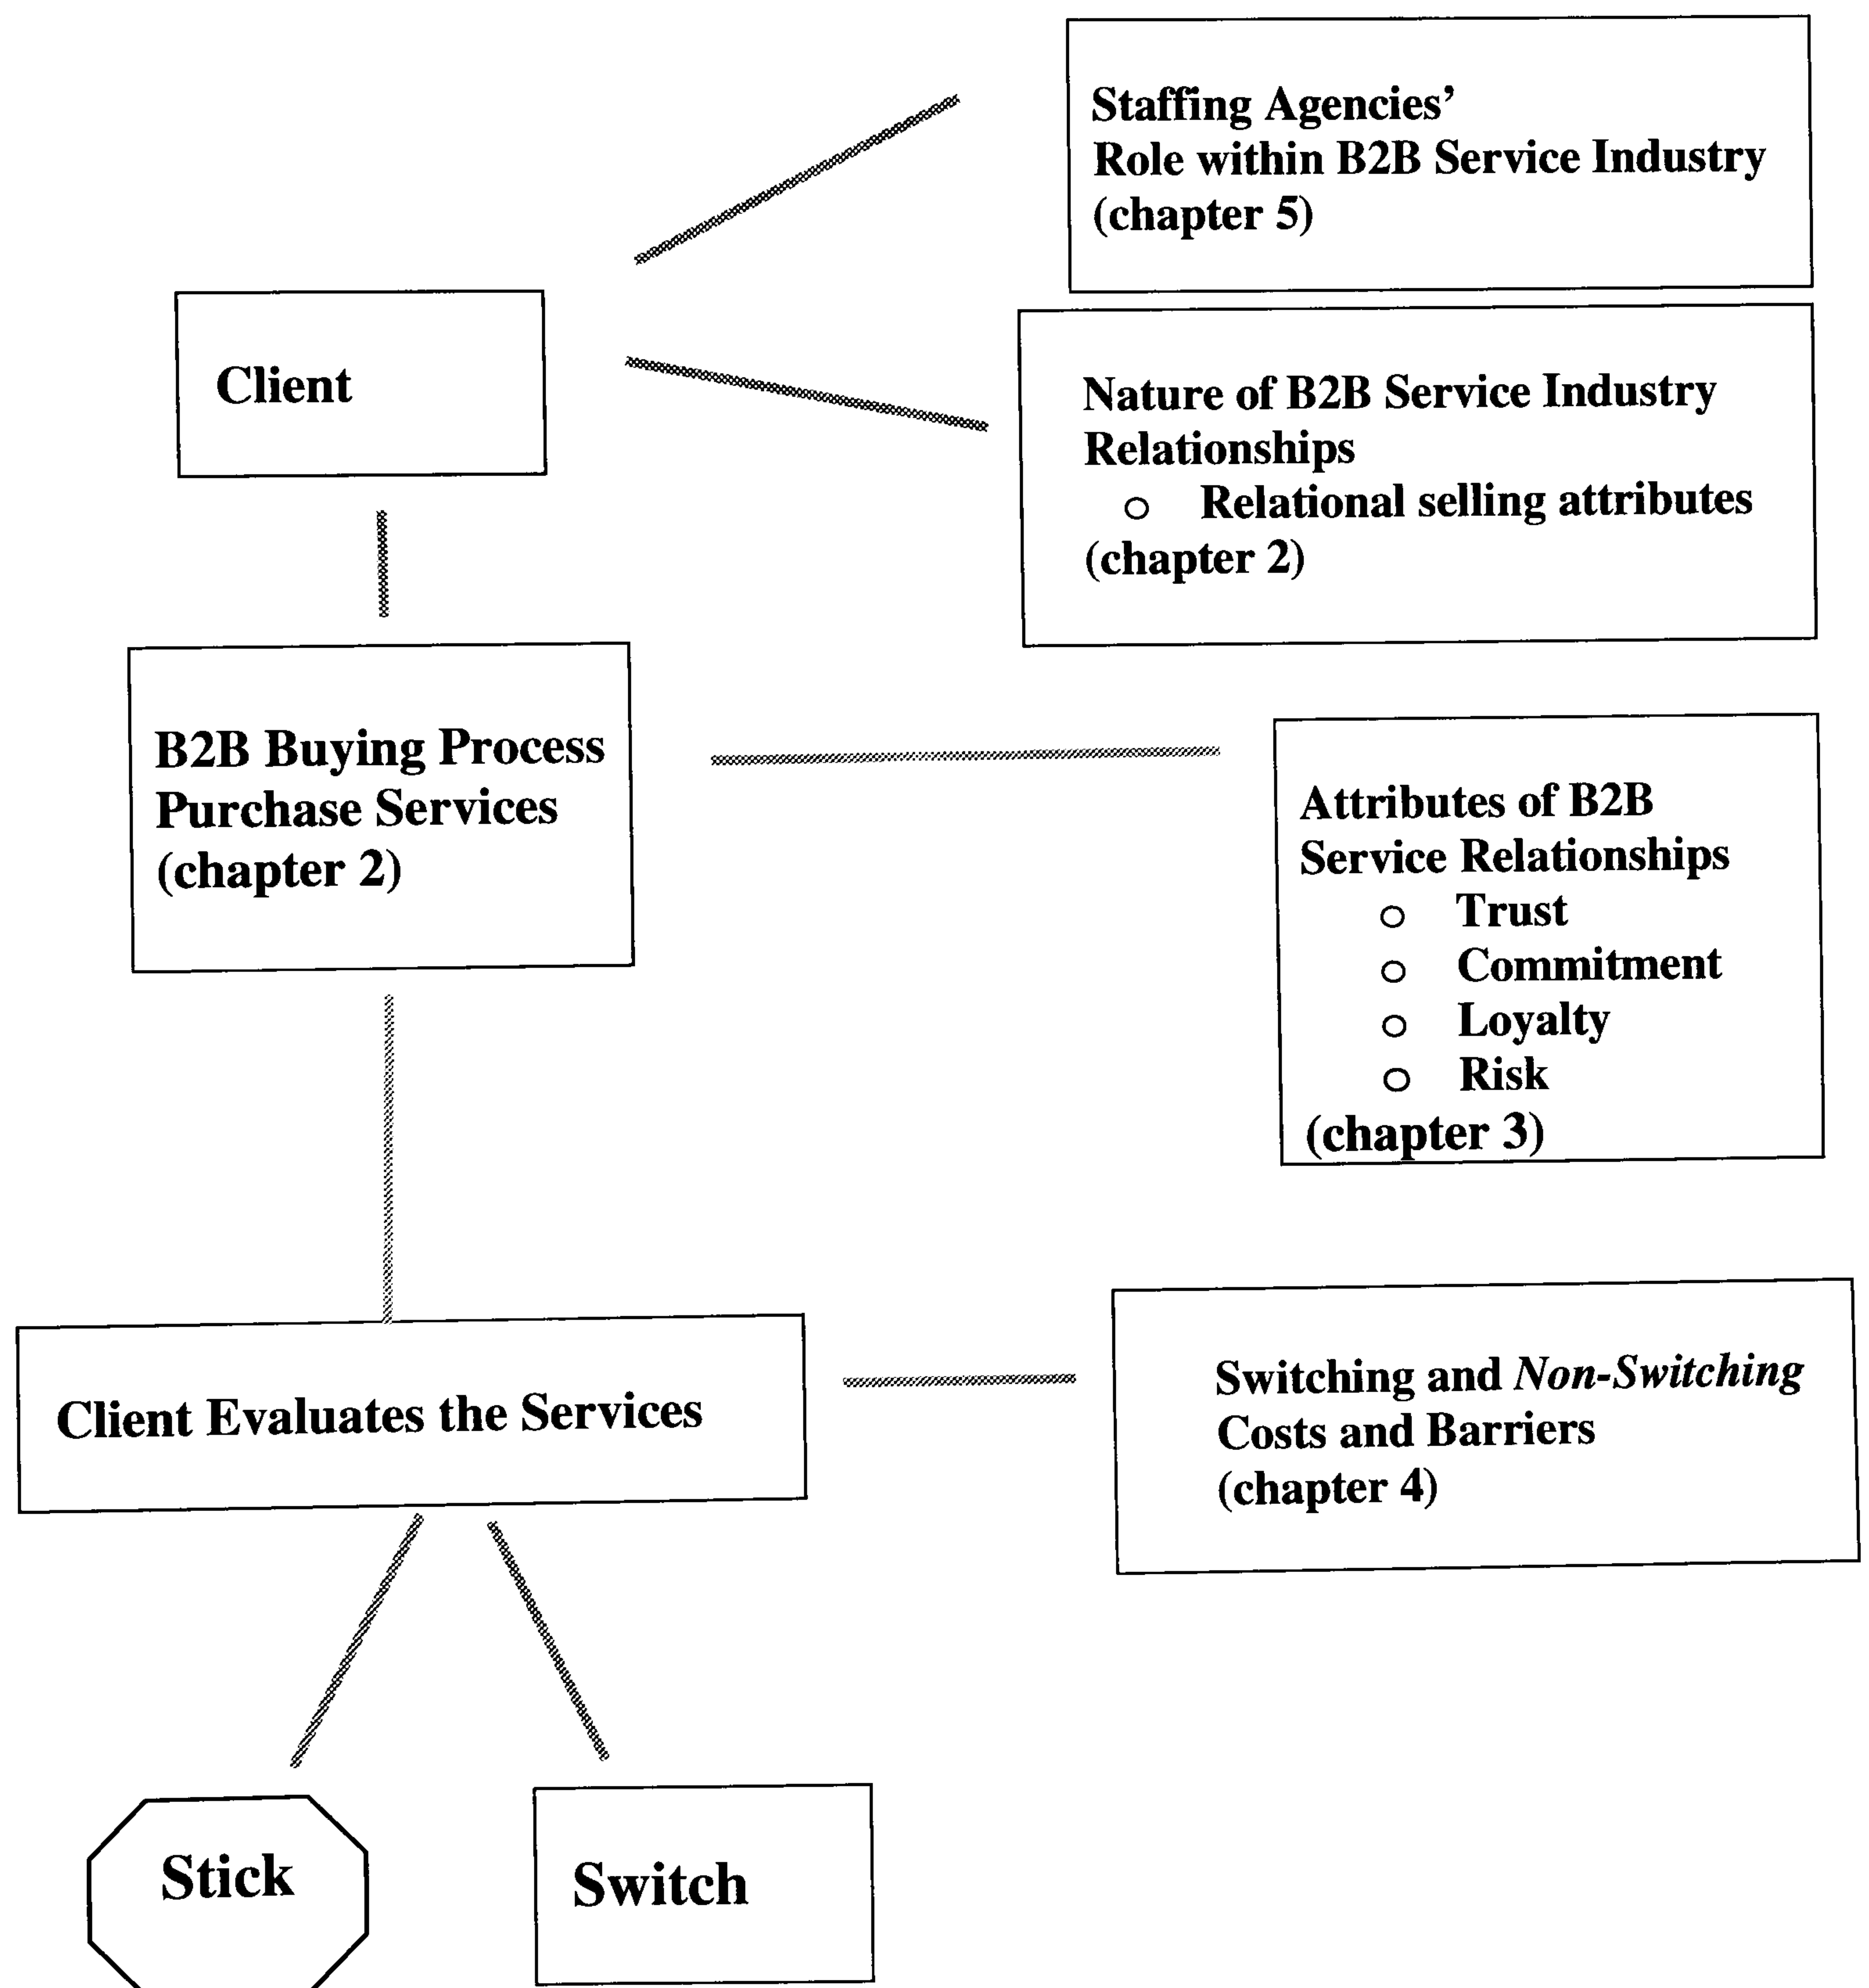 Staffing Agencies’
Role within B2B Service Industry
(chapter 5)
Client
Nature of B2B Service Industry
Relationships
o Relational selling attributes
(chapter 2)
B2B Buying Process
Purchase Services
(chapter 2)
Attributes of B2B
Service Relationships
o Trust
o Commitment
o Loyalty
o Risk
(chapter 3)
Client Evaluates the Services
Switching and Non-Switching
Costs and Barriers
(chapter 4)
Stick
Switch